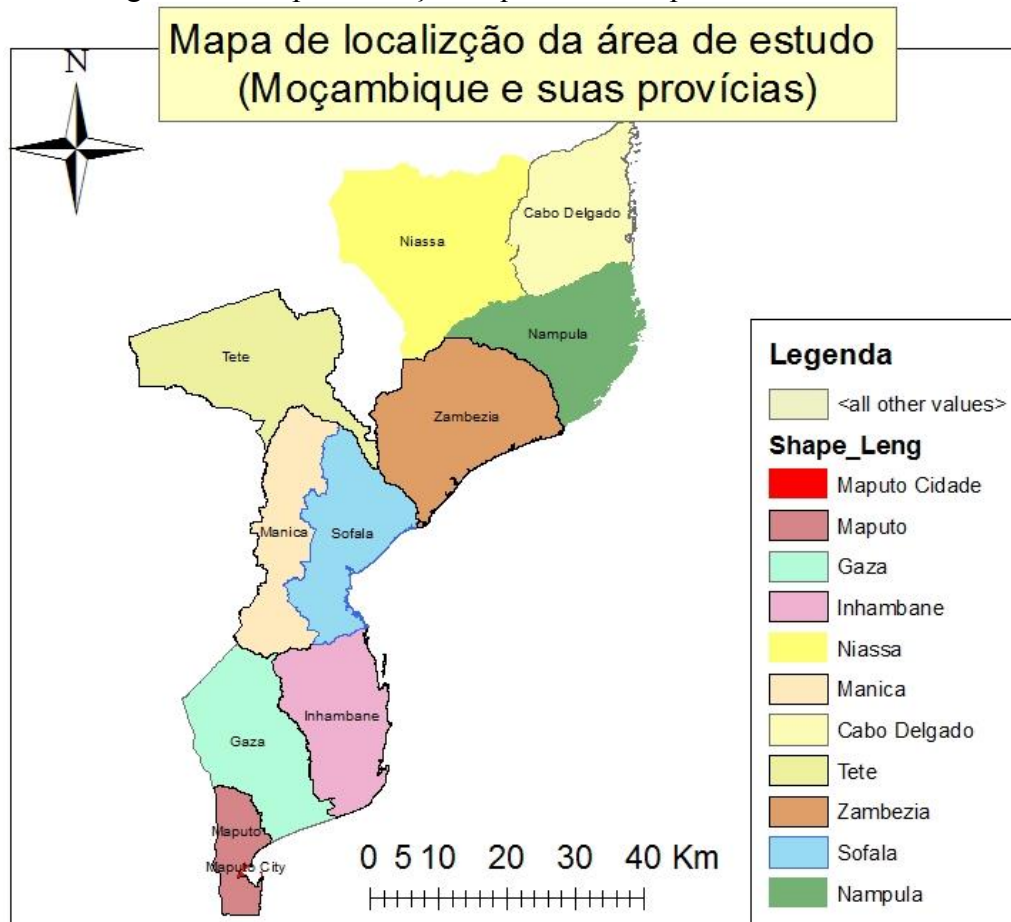 Mapa de localizção da área de estudo
(Moçambique e suas provícias)
N
Cabo Delgado
Niassa
Nampula
Tete
Zambezia
Manica
Sofala
Inhambane
Gaza
Maputo
Maputo City
0 5 10 20 30 40 Km
Legenda
<all other values>
Shape_Leng
Maputo Cidade
Maputo
Gaza
Inhambane
Niassa
Manica
Cabo Delgado
Tete
Zambezia
Sofala
Nampula